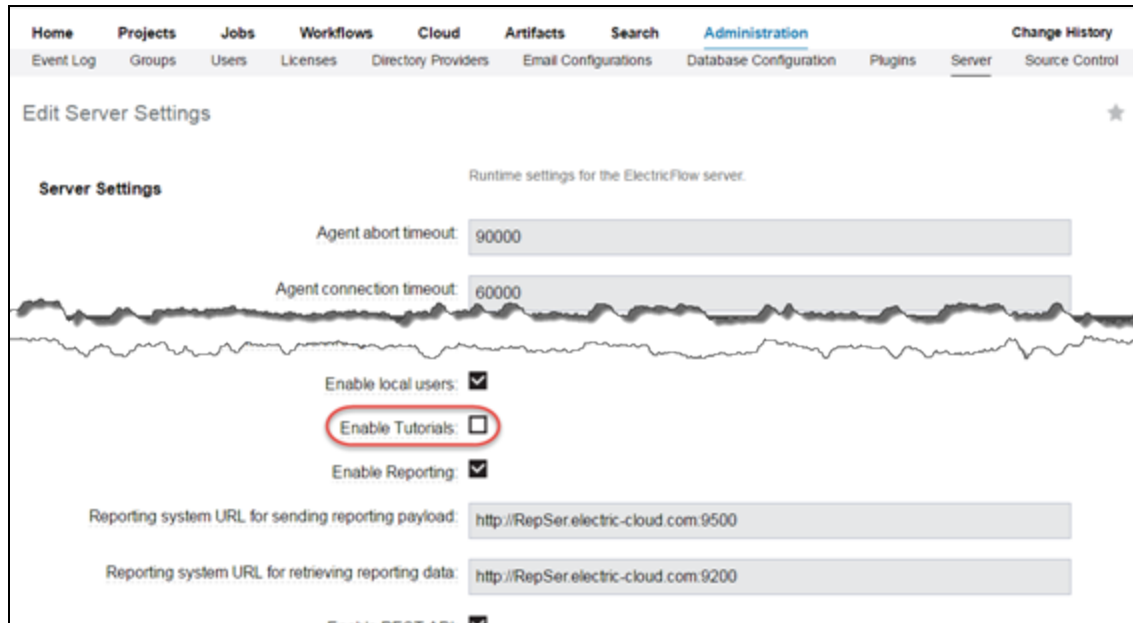 Home Projects Jobs Workflows Cloud Artifacts Search Administration Change History
Event Log Groups Users Licenses Directory Providers Email Configurations Database Configuration Plugins Server Source Control
Edit Server Settings
Server Settings Runtime settings for the ElectricFlow server.
Agent abort timeout: 90000
Agent connection timeout: 60000
Enable local users:
Enable Tutorials:
Enable Reporting:
Reporting system URL for sending reporting payload: http://RepSer.electric-cloud.com:9500
Reporting system URL for retrieving reporting data: http://RepSer.electric-cloud.com:9200